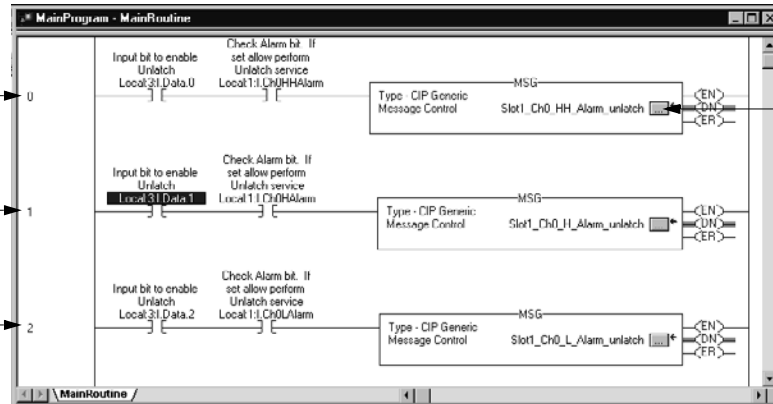 MainProgram - MainRoutine
0
Input bit to enable
Unlatch
Local:3:I.Data.0
Check Alarm bit. If
set allow perform
Unlatch service
Local:1:I.Ch0HHAlarm
MSG
Type - CIP Generic
Message Control
Slot1_Ch0_HH_Alarm_unlatch ...
EN
DN
ER
1
Input bit to enable
Unlatch
Local:3:I.Data.1
Check Alarm bit. If
set allow perform
Unlatch service
Local:1:I.Ch0HAlarm
MSG
Type - CIP Generic
Message Control
Slot1_Ch0_H_Alarm_unlatch ...
EN
DN
ER
2
Input bit to enable
Unlatch
Local:3:I.Data.2
Check Alarm bit. If
set allow perform
Unlatch service
Local:1:I.Ch0LAlarm
MSG
Type - CIP Generic
Message Control
Slot1_Ch0_L_Alarm_unlatch ...
EN
DN
ER
MainRoutine